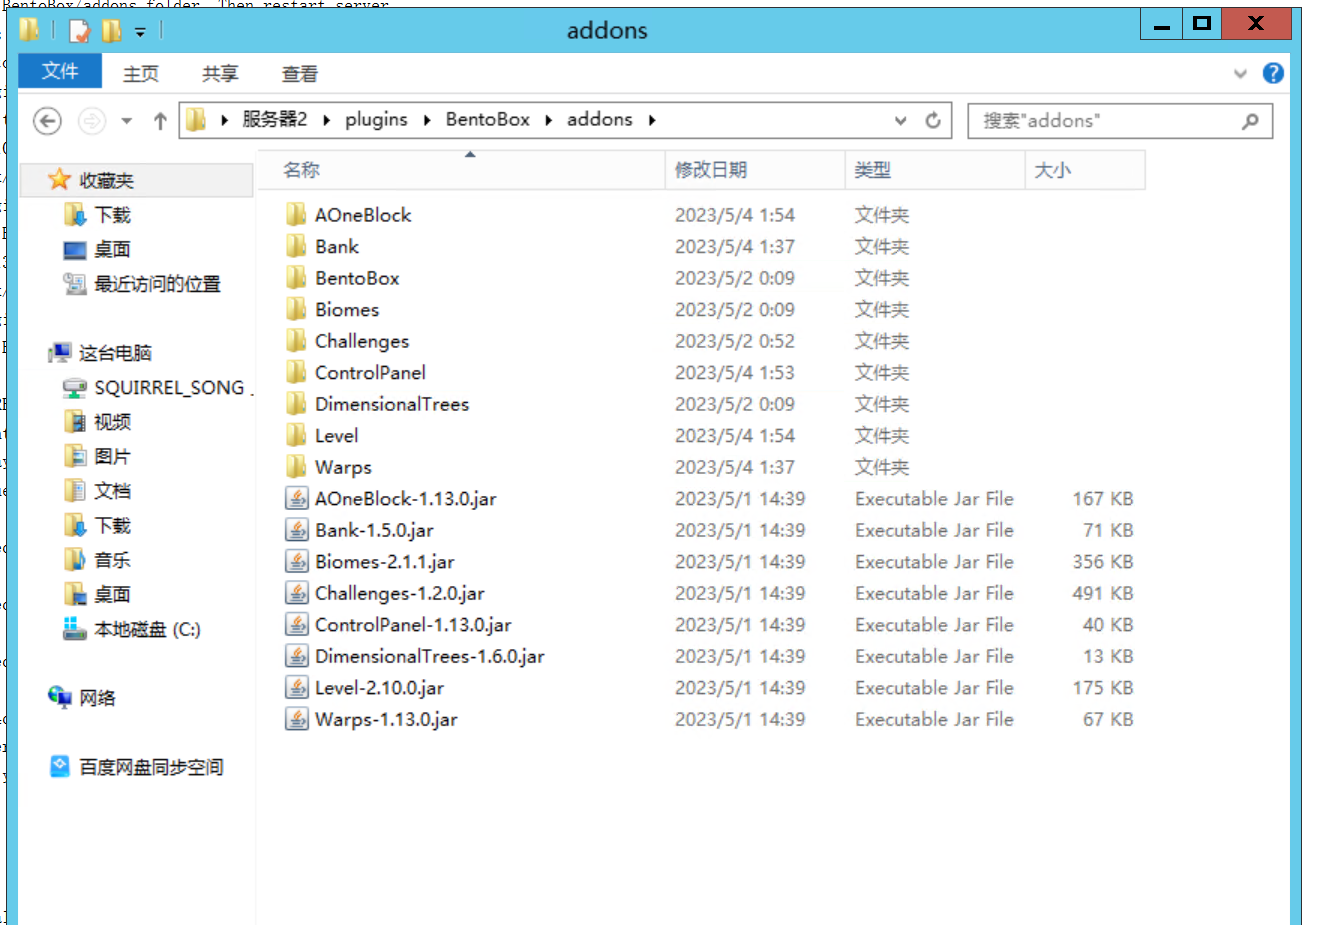 BentoBox/addons folder. Then restart server
addons
文件 主页 共享 查看
服务器2 plugins BentoBox addons 搜索"addons"
收藏夹
下载
桌面
最近访问的位置
这台电脑
SQUIRREL_SONG
视频
图片
文档
下载
音乐
桌面
本地磁盘 (C:)
网络
百度网盘同步空间
名称 修改日期 类型 大小
AOneBlock 2023/5/4 1:54 文件夹
Bank 2023/5/4 1:37 文件夹
BentoBox 2023/5/2 0:09 文件夹
Biomes 2023/5/2 0:09 文件夹
Challenges 2023/5/2 0:52 文件夹
ControlPanel 2023/5/4 1:53 文件夹
DimensionalTrees 2023/5/2 0:09 文件夹
Level 2023/5/4 1:54 文件夹
Warps 2023/5/4 1:37 文件夹
AOneBlock-1.13.0.jar 2023/5/1 14:39 Executable Jar File 167 KB
Bank-1.5.0.jar 2023/5/1 14:39 Executable Jar File 71 KB
Biomes-2.1.1.jar 2023/5/1 14:39 Executable Jar File 356 KB
Challenges-1.2.0.jar 2023/5/1 14:39 Executable Jar File 491 KB
ControlPanel-1.13.0.jar 2023/5/1 14:39 Executable Jar File 40 KB
DimensionalTrees-1.6.0.jar 2023/5/1 14:39 Executable Jar File 13 KB
Level-2.10.0.jar 2023/5/1 14:39 Executable Jar File 175 KB
Warps-1.13.0.jar 2023/5/1 14:39 Executable Jar File 67 KB